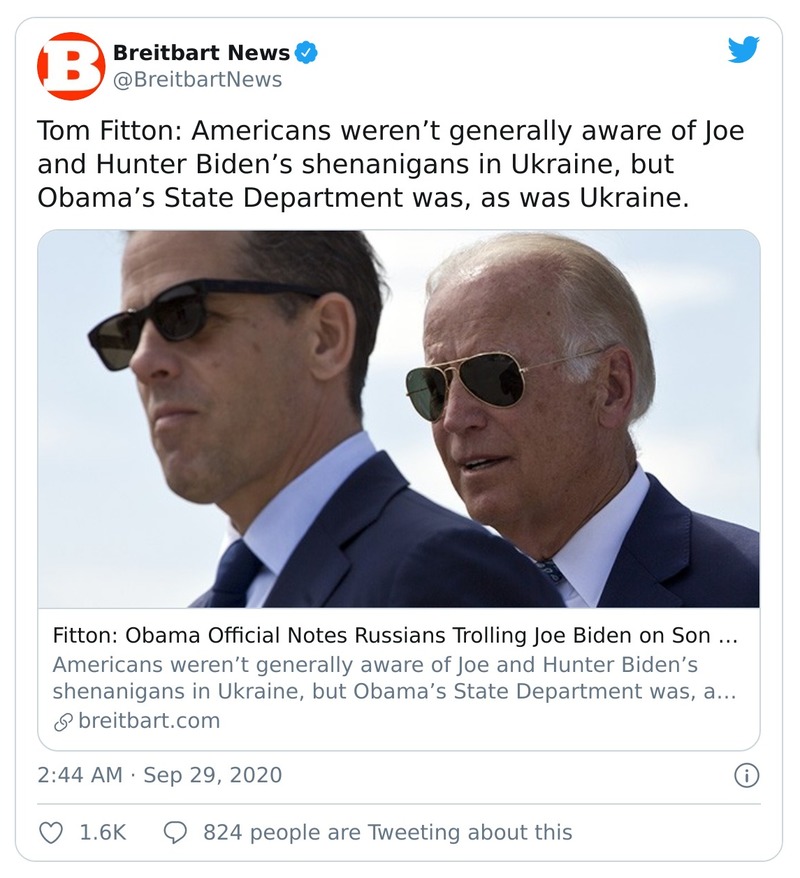 B
Breitbart News
@BreitbartNews
Tom Fitton: Americans weren’t generally aware of Joe
and Hunter Biden’s shenanigans in Ukraine, but
Obama’s State Department was, as was Ukraine.
Fitton: Obama Official Notes Russians Trolling Joe Biden on Son ...
Americans weren’t generally aware of Joe and Hunter Biden’s
shenanigans in Ukraine, but Obama’s State Department was, a...
breitbart.com
2:44 AM · Sep 29, 2020
1.6K 824 people are Tweeting about this